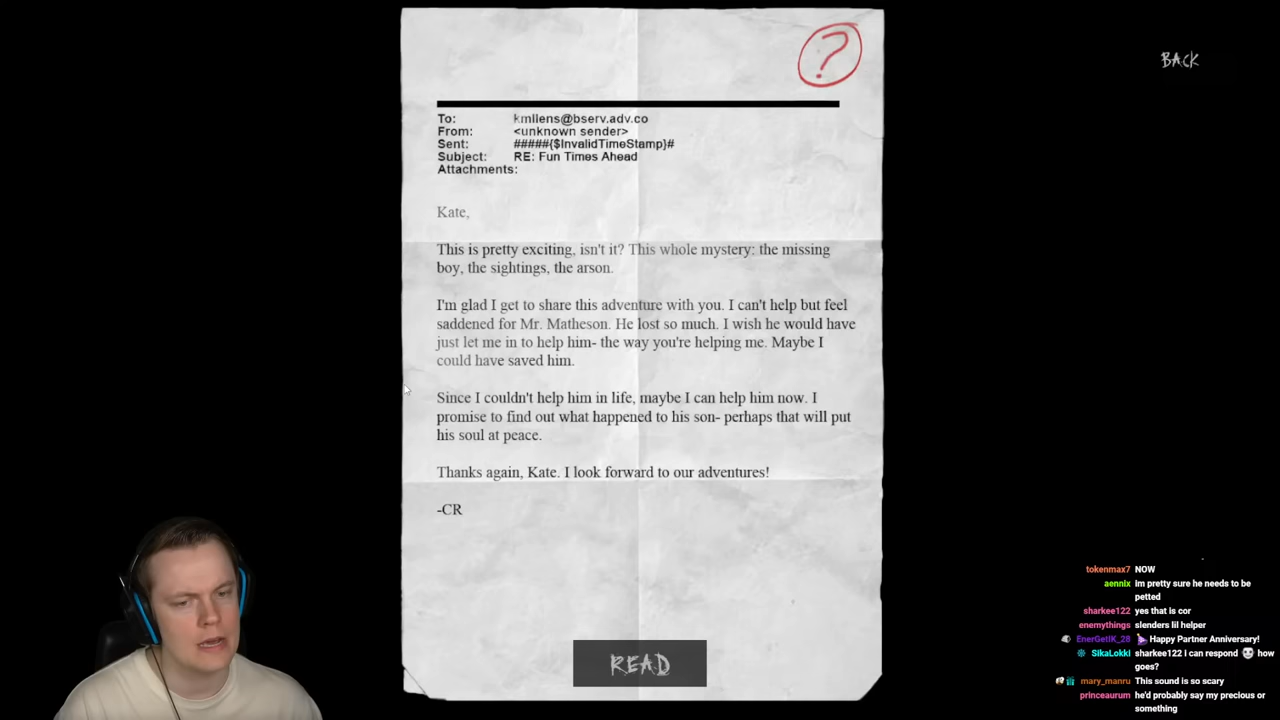 ?
BACK
To: kmilens@bserv.adv.co
From: <unknown sender>
Sent: #####{$InvalidTimeStamp}#
Subject: RE: Fun Times Ahead
Attachments:
Kate,
This is pretty exciting, isn't it? This whole mystery: the missing
boy, the sightings, the arson.
I'm glad I get to share this adventure with you. I can't help but feel
saddened for Mr. Matheson. He lost so much. I wish he would have
just let me in to help him- the way you're helping me. Maybe I
could have saved him.
Since I couldn't help him in life, maybe I can help him now. I
promise to find out what happened to his son- perhaps that will put
his soul at peace.
Thanks again, Kate. I look forward to our adventures!
-CR
READ
tokenmax7 NOW
aennix im pretty sure he needs to be
petted
sharkee122 yes that is cor
enemythings slenders lil helper
EnerGetiK_28 Happy Partner Anniversary!
SikaLokki sharkee122 I can respond how
goes?
mary_manru This sound is so scary
princeaurum he'd probably say my precious or
something